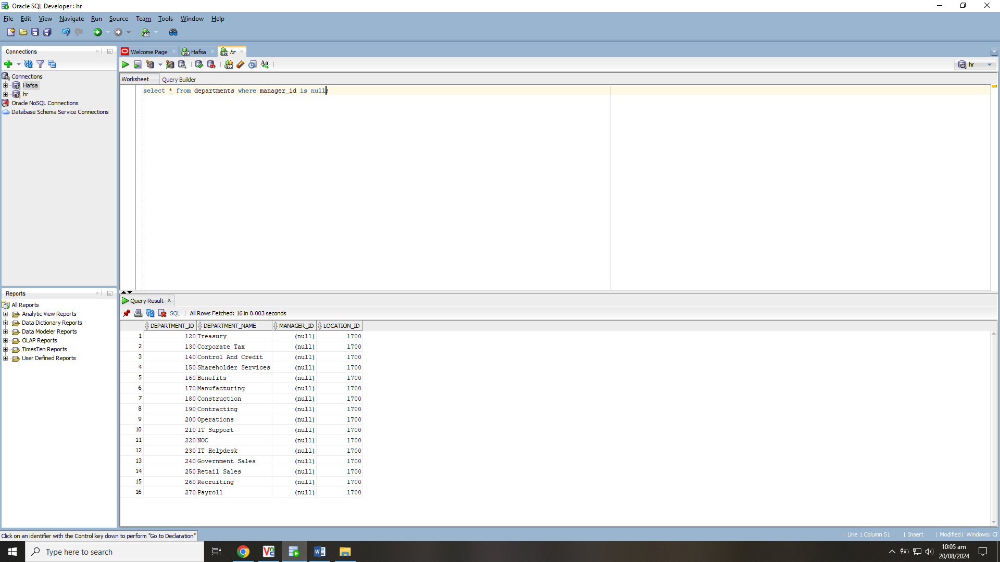 Oracle SQL Developer : hr
File Edit View Navigate Run Source Team Tools Window Help
Connections
Connections
Hafsa
hr
Oracle NoSQL Connections
Database Schema Service Connections
Reports
All Reports
Analytic View Reports
Data Dictionary Reports
Data Modeler Reports
OLAP Reports
TimesTen Reports
User Defined Reports
Welcome Page Hafsa hr
hr
Worksheet Query Builder
select * from departments where manager_id is null;
Query Result
SQL All Rows Fetched: 16 in 0.003 seconds
DEPARTMENT_ID DEPARTMENT_NAME MANAGER_ID LOCATION_ID
1 120 Treasury (null) 1700
2 130 Corporate Tax (null) 1700
3 140 Control And Credit (null) 1700
4 150 Shareholder Services (null) 1700
5 160 Benefits (null) 1700
6 170 Manufacturing (null) 1700
7 180 Construction (null) 1700
8 190 Contracting (null) 1700
9 200 Operations (null) 1700
10 210 IT Support (null) 1700
11 220 NOC (null) 1700
12 230 IT Helpdesk (null) 1700
13 240 Government Sales (null) 1700
14 250 Retail Sales (null) 1700
15 260 Recruiting (null) 1700
16 270 Payroll (null) 1700
Click on an identifier with the Control key down to perform "Go to Declaration"
Line 1 Column 51 Insert Modified Windows: CF
Type here to search
10:05 am
20/08/2024